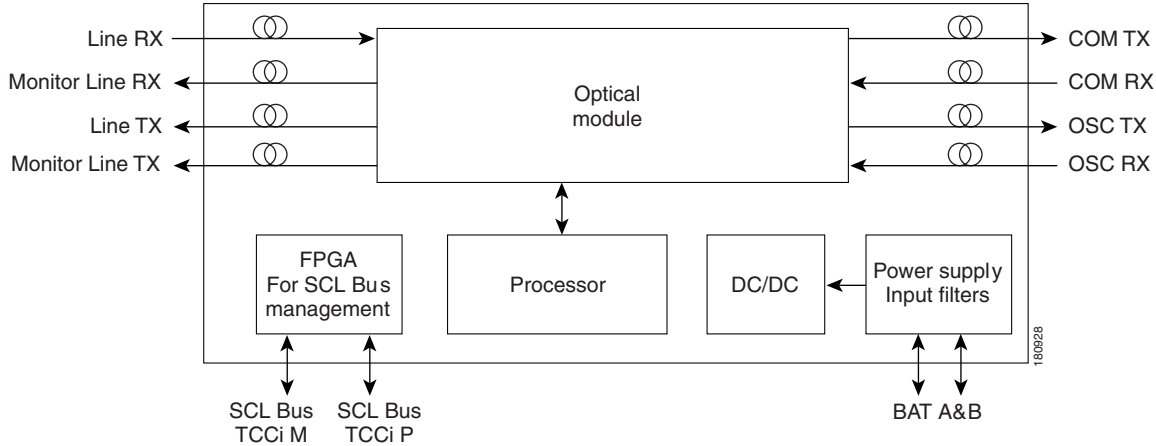 Line RX
COM TX
Monitor Line RX
COM RX
Optical
module
Line TX
OSC TX
Monitor Line TX
OSC RX
FPGA
For SCL Bus
management
Processor
DC/DC
Power supply
Input filters
180928
SCL Bus
TCCi M
SCL Bus
TCCi P
BAT A&B